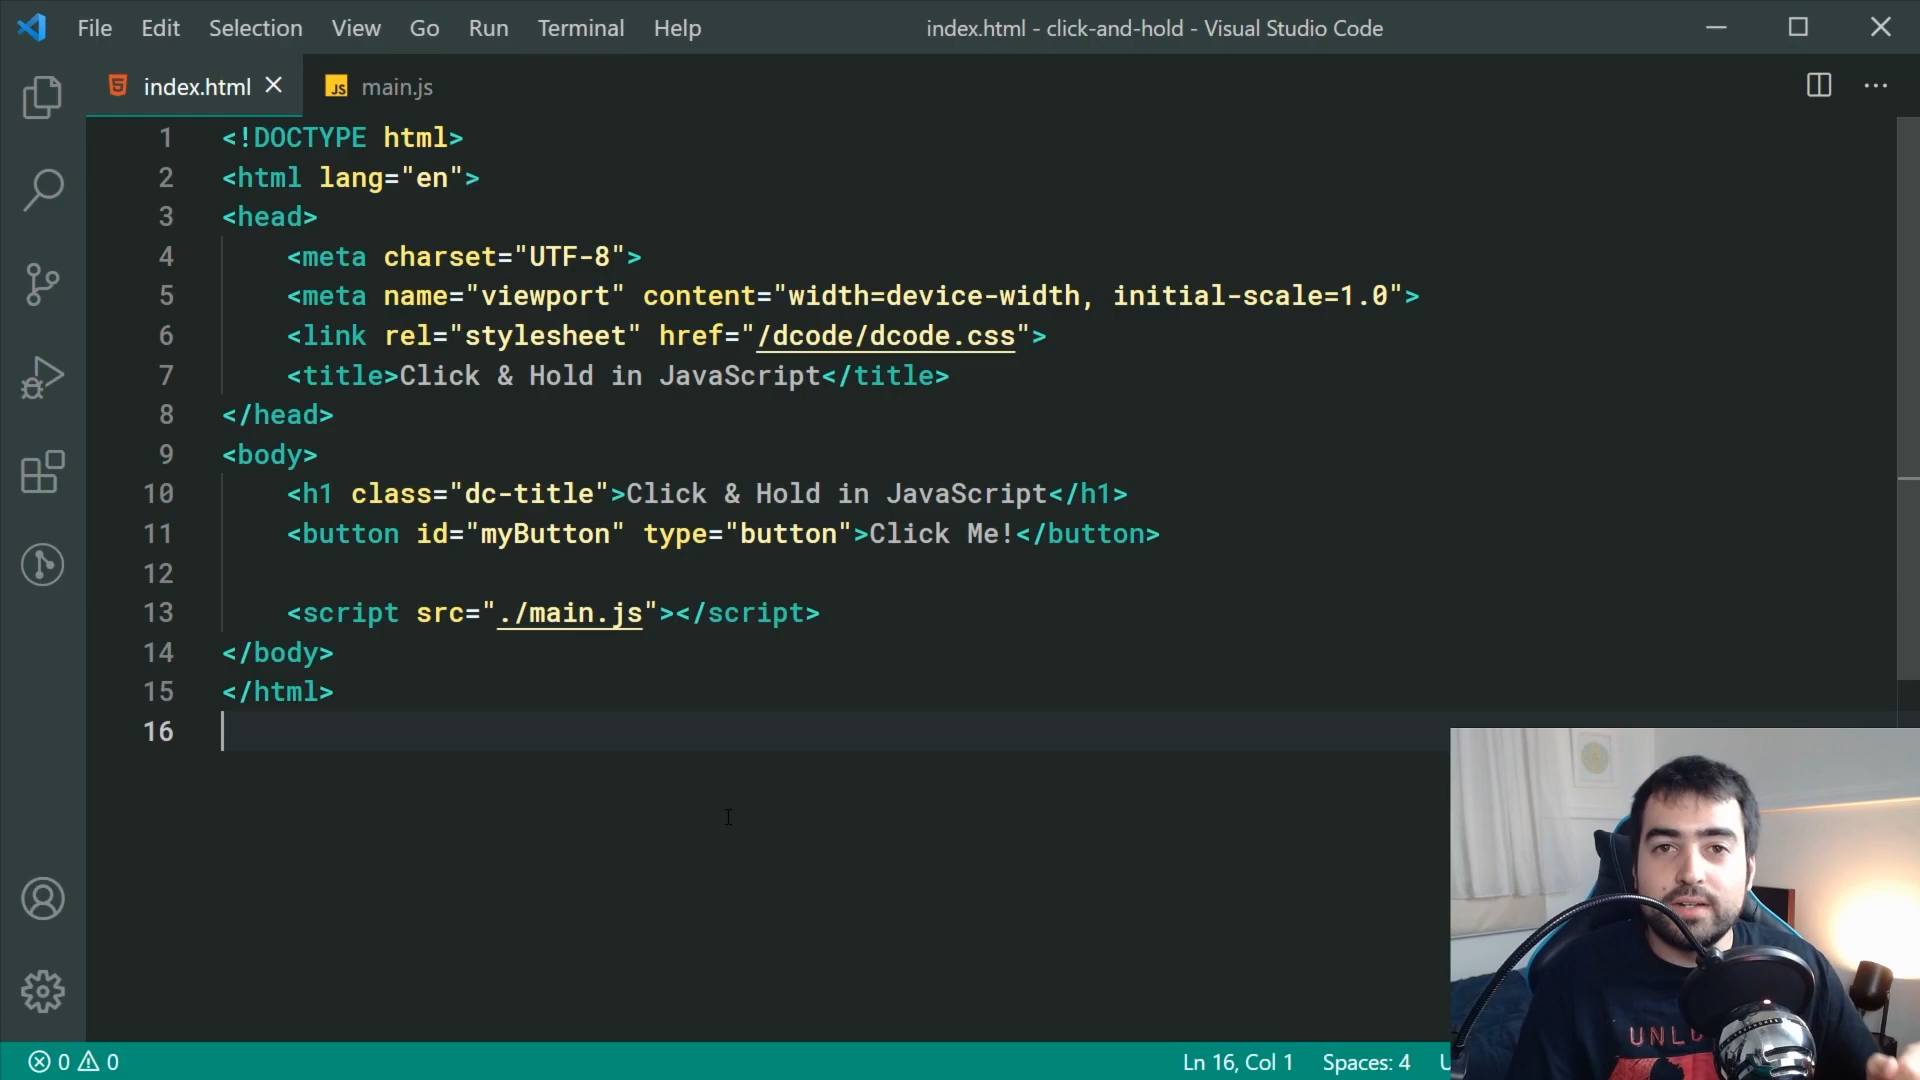 File Edit Selection View Go Run Terminal Help index.html - click-and-hold - Visual Studio Code
index.html JS main.js
1 <!DOCTYPE html>
2 <html lang="en">
3 <head>
4 <meta charset="UTF-8">
5 <meta name="viewport" content="width=device-width, initial-scale=1.0">
6 <link rel="stylesheet" href="/dcode/dcode.css">
7 <title>Click & Hold in JavaScript</title>
8 </head>
9 <body>
10 <h1 class="dc-title">Click & Hold in JavaScript</h1>
11 <button id="myButton" type="button">Click Me!</button>
12
13 <script src="./main.js"></script>
14 </body>
15 </html>
16
UNL
0 0 Ln 16, Col 1 Spaces: 4 U